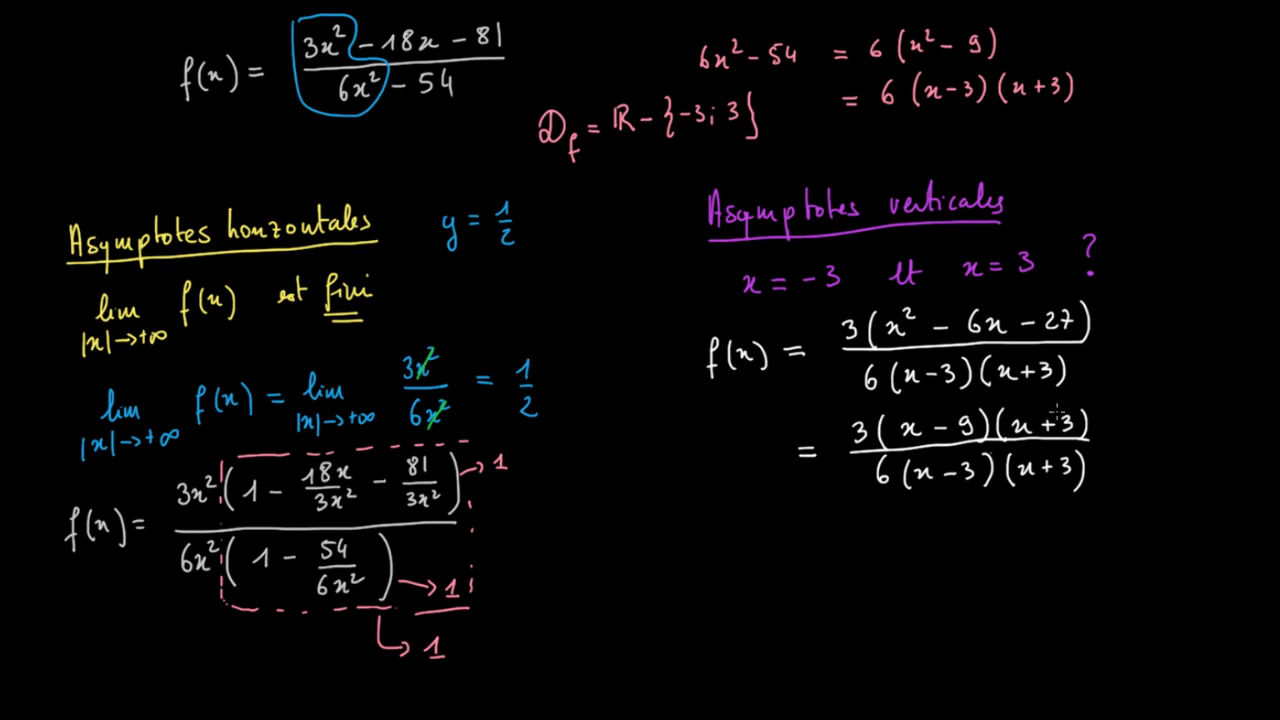 f(x) = (3x² - 18x - 81) / (6x² - 54)
6x² - 54 = 6 (x² - 9)
= 6 (x - 3) (x + 3)
D_f = ℝ - {-3 ; 3}
Asymptotes horizontales y = 1/2
lim |x| → +∞ f(x) est fini
lim |x| → +∞ f(x) = lim |x| → +∞ 3x² / 6x² = 1/2
f(x) = 3x² (1 - 18x/3x² - 81/3x²) / 6x² (1 - 54/6x²)
→ 1
→ 1
↳ 1
Asymptotes verticales
x = -3 et x = 3 ?
f(x) = 3 (x² - 6x - 27) / 6 (x - 3) (x + 3)
= 3 (x - 9) (x + 3) / 6 (x - 3) (x + 3)